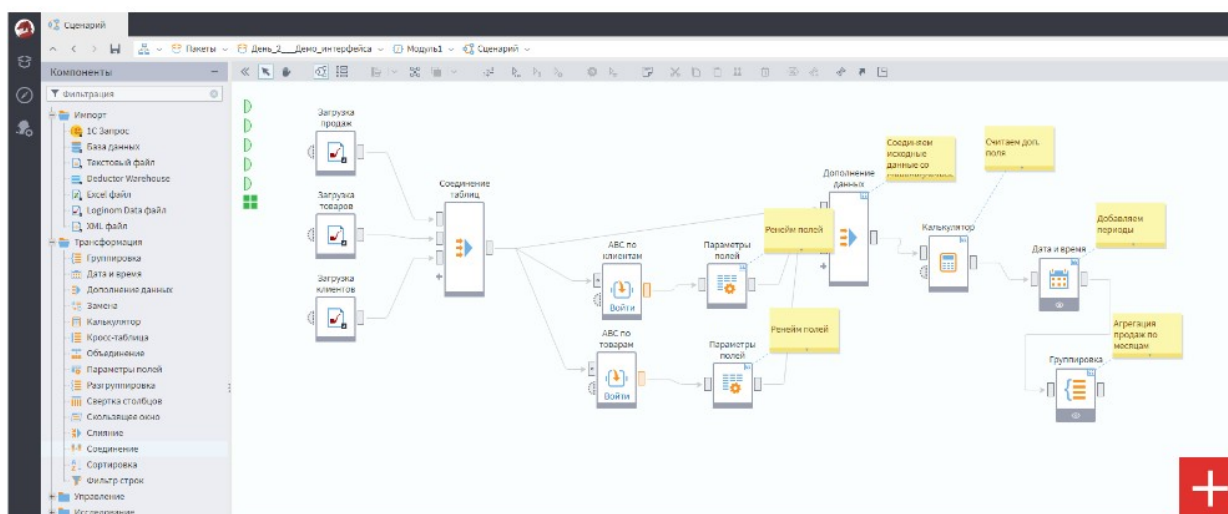 Сценарий
Пакеты
День_2___Демо_интерфейса
Модуль1
Сценарий
Компоненты
Фильтрация
Импорт
1С Запрос
База данных
Текстовый файл
Deductor Warehouse
Excel файл
Loginom Data файл
XML файл
Трансформация
Группировка
Дата и время
Дополнение данных
Замена
Калькулятор
Кросс-таблица
Объединение
Параметры полей
Разгруппировка
Свертка столбцов
Скользящее окно
Слияние
Соединение
Сортировка
Фильтр строк
Управление
Исследование
Загрузка
продаж
Загрузка
товаров
Загрузка
клиентов
Соединение
таблиц
ABC по
клиентам
Войти
ABC по
товарам
Войти
Параметры
полей
Ренейм полей
Параметры
полей
Ренейм полей
Дополнение
данных
Соединяем
исходные
данные со
Калькулятор
Считаем доп.
поля
Дата и время
Добавляем
периоды
Группировка
Агрегация
продаж по
месяцам